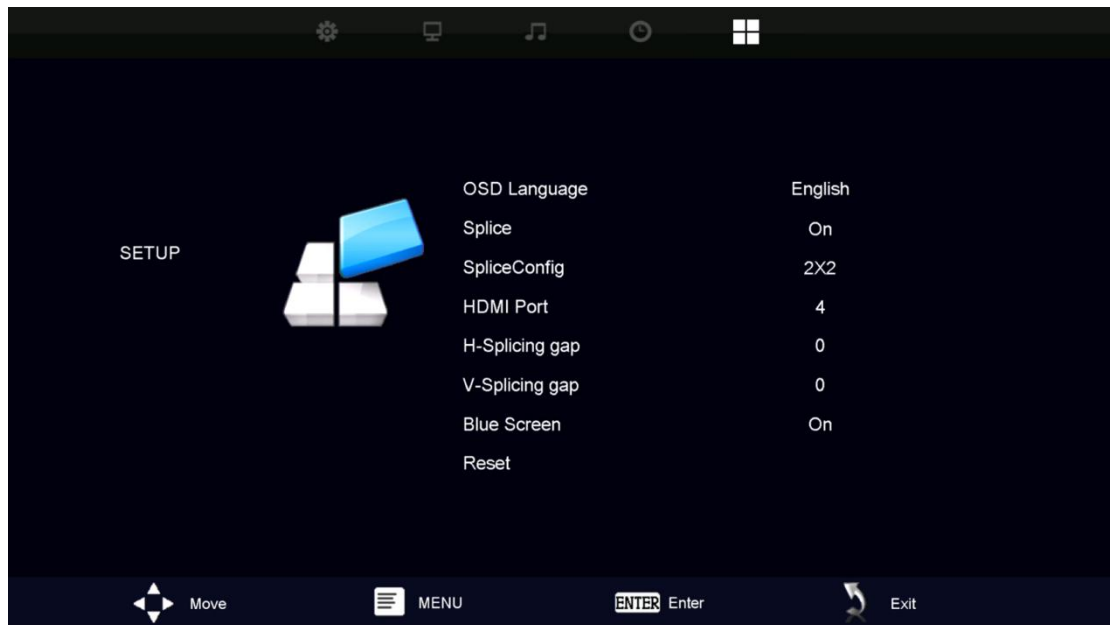 SETUP
OSD Language English
Splice On
SpliceConfig 2X2
HDMI Port 4
H-Splicing gap 0
V-Splicing gap 0
Blue Screen On
Reset
Move MENU ENTER Enter Exit